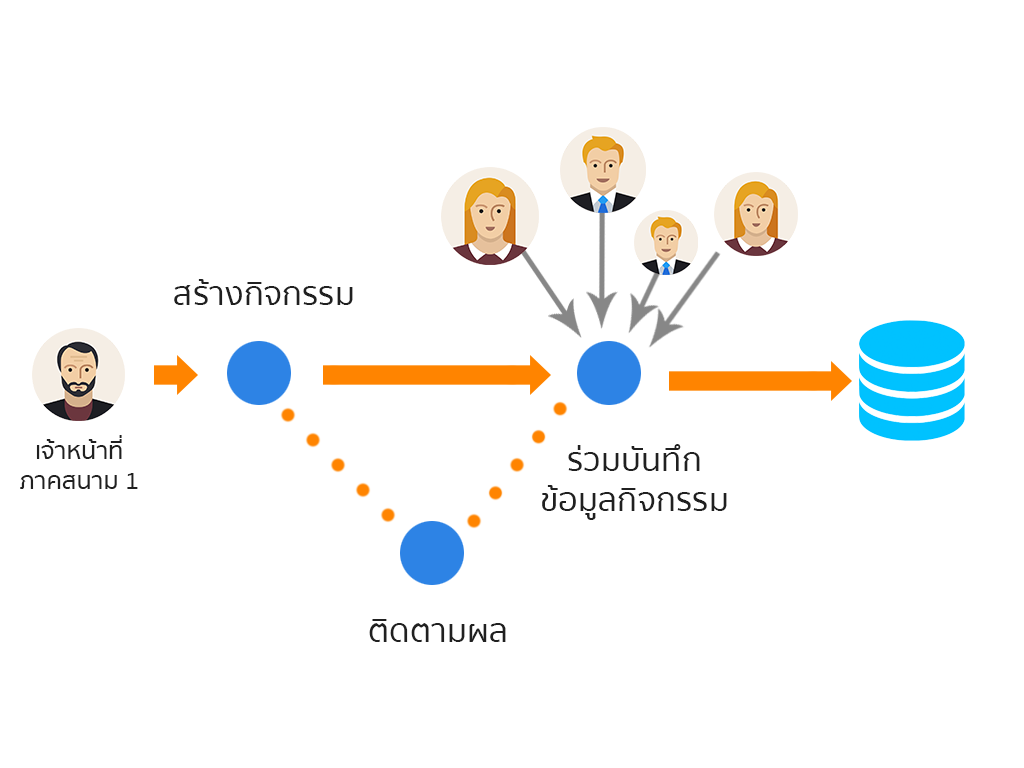 สร้างกิจกรรม
เจ้าหน้าที่
ภาคสนาม 1
ร่วมบันทึก
ข้อมูลกิจกรรม
ติดตามผล